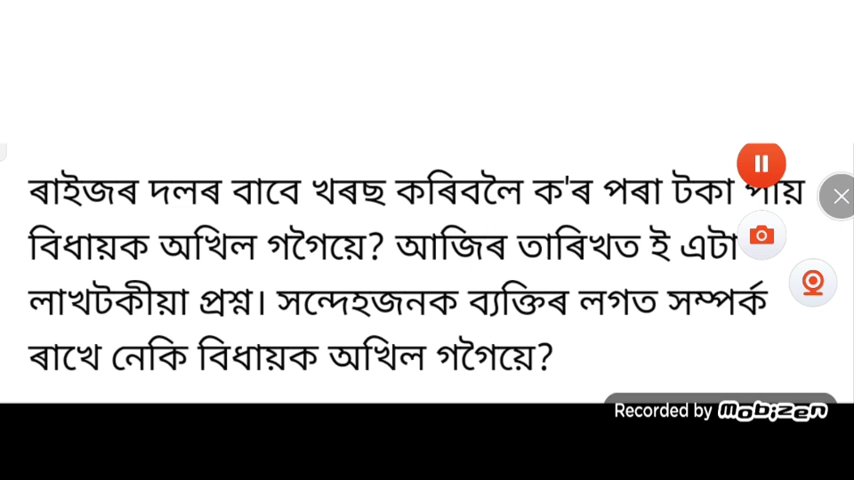 ৰাইজৰ দলৰ বাবে খৰছ কৰিবলৈ ক'ৰ পৰা টকা পায়
বিধায়ক অখিল গগৈয়ে? আজিৰ তাৰিখত ই এটা
লাখটকীয়া প্ৰশ্ন। সন্দেহজনক ব্যক্তিৰ লগত সম্পৰ্ক
ৰাখে নেকি বিধায়ক অখিল গগৈয়ে?
Recorded by mobizen